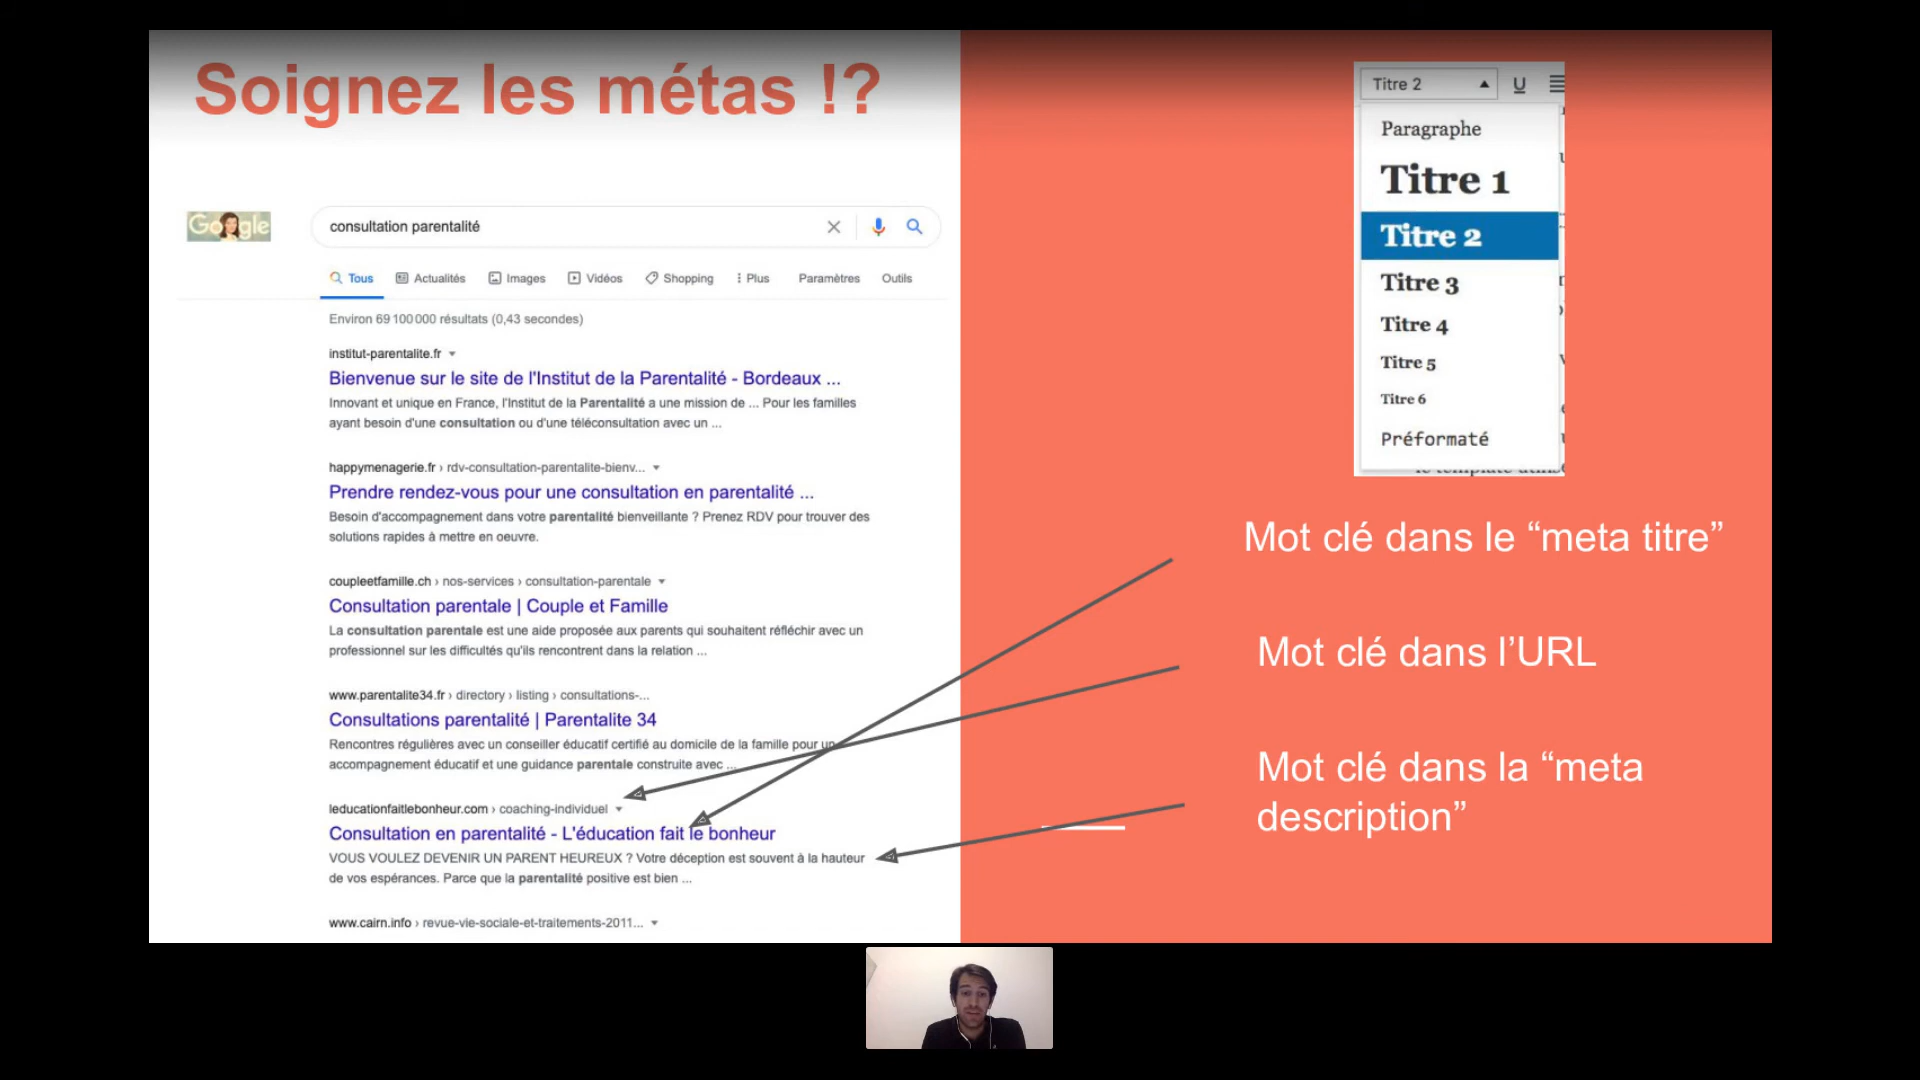 Soignez les métas !?
Google
consultation parentalité
Tous Actualités Images Vidéos Shopping Plus Paramètres Outils
Environ 69 100 000 résultats (0,43 secondes)
institut-parentalite.fr
Bienvenue sur le site de l'Institut de la Parentalité - Bordeaux ...
Innovant et unique en France, l'Institut de la Parentalité a une mission de ... Pour les familles
ayant besoin d'une consultation ou d'une téléconsultation avec un ...
happymenagerie.fr › rdv-consultation-parentalite-bienv...
Prendre rendez-vous pour une consultation en parentalité ...
Besoin d'accompagnement dans votre parentalité bienveillante ? Prenez RDV pour trouver des
solutions rapides à mettre en oeuvre.
coupleetfamille.ch › nos-services › consultation-parentale
Consultation parentale | Couple et Famille
La consultation parentale est une aide proposée aux parents qui souhaitent réfléchir avec un
professionnel sur les difficultés qu'ils rencontrent dans la relation ...
www.parentalite34.fr › directory › listing › consultations-...
Consultations parentalité | Parentalite 34
Rencontres régulières avec un conseiller éducatif certifié au domicile de la famille pour un
accompagnement éducatif et une guidance parentale construite avec ...
leducationfaitlebonheur.com › coaching-individuel
Consultation en parentalité - L'éducation fait le bonheur
VOUS VOULEZ DEVENIR UN PARENT HEUREUX ? Votre déception est souvent à la hauteur
de vos espérances. Parce que la parentalité positive est bien ...
www.cairn.info › revue-vie-sociale-et-traitements-2011...
Titre 2 U
Paragraphe
Titre 1
Titre 2
Titre 3
Titre 4
Titre 5
Titre 6
Préformaté
Mot clé dans le “meta titre”
Mot clé dans l’URL
Mot clé dans la “meta
description”